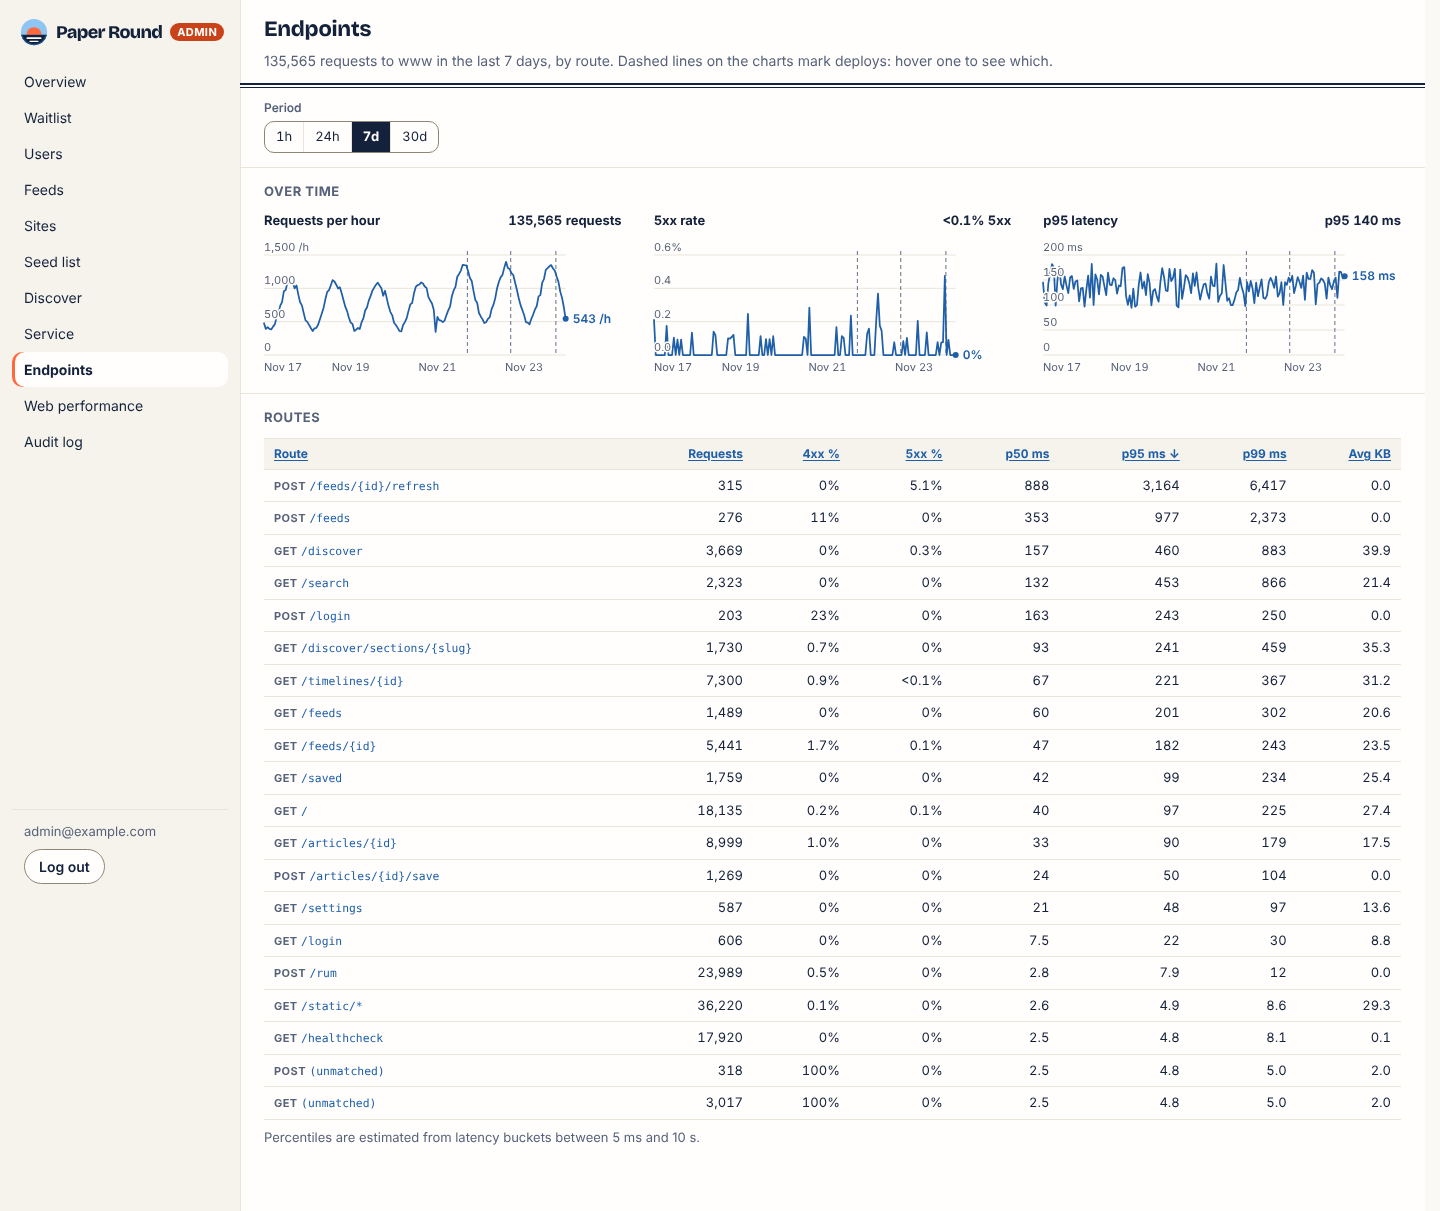 Paper Round ADMIN
Overview
Waitlist
Users
Feeds
Sites
Seed list
Discover
Service
Endpoints
Web performance
Audit log
admin@example.com
Log out
Endpoints
135,565 requests to www in the last 7 days, by route. Dashed lines on the charts mark deploys: hover one to see which.
Period
1h 24h 7d 30d
OVER TIME
Requests per hour 135,565 requests
1,500 /h
1,000
500
0
543 /h
Nov 17 Nov 19 Nov 21 Nov 23
5xx rate <0.1% 5xx
0.6%
0.4
0.2
0.0
0%
Nov 17 Nov 19 Nov 21 Nov 23
p95 latency p95 140 ms
200 ms
150
100
50
0
158 ms
Nov 17 Nov 19 Nov 21 Nov 23
ROUTES
Route Requests 4xx % 5xx % p50 ms p95 ms ↓ p99 ms Avg KB
POST /feeds/{id}/refresh 315 0% 5.1% 888 3,164 6,417 0.0
POST /feeds 276 11% 0% 353 977 2,373 0.0
GET /discover 3,669 0% 0.3% 157 460 883 39.9
GET /search 2,323 0% 0% 132 453 866 21.4
POST /login 203 23% 0% 163 243 250 0.0
GET /discover/sections/{slug} 1,730 0.7% 0% 93 241 459 35.3
GET /timelines/{id} 7,300 0.9% <0.1% 67 221 367 31.2
GET /feeds 1,489 0% 0% 60 201 302 20.6
GET /feeds/{id} 5,441 1.7% 0.1% 47 182 243 23.5
GET /saved 1,759 0% 0% 42 99 234 25.4
GET / 18,135 0.2% 0.1% 40 97 225 27.4
GET /articles/{id} 8,999 1.0% 0% 33 90 179 17.5
POST /articles/{id}/save 1,269 0% 0% 24 50 104 0.0
GET /settings 587 0% 0% 21 48 97 13.6
GET /login 606 0% 0% 7.5 22 30 8.8
POST /rum 23,989 0.5% 0% 2.8 7.9 12 0.0
GET /static/* 36,220 0.1% 0% 2.6 4.9 8.6 29.3
GET /healthcheck 17,920 0% 0% 2.5 4.8 8.1 0.1
POST (unmatched) 318 100% 0% 2.5 4.8 5.0 2.0
GET (unmatched) 3,017 100% 0% 2.5 4.8 5.0 2.0
Percentiles are estimated from latency buckets between 5 ms and 10 s.